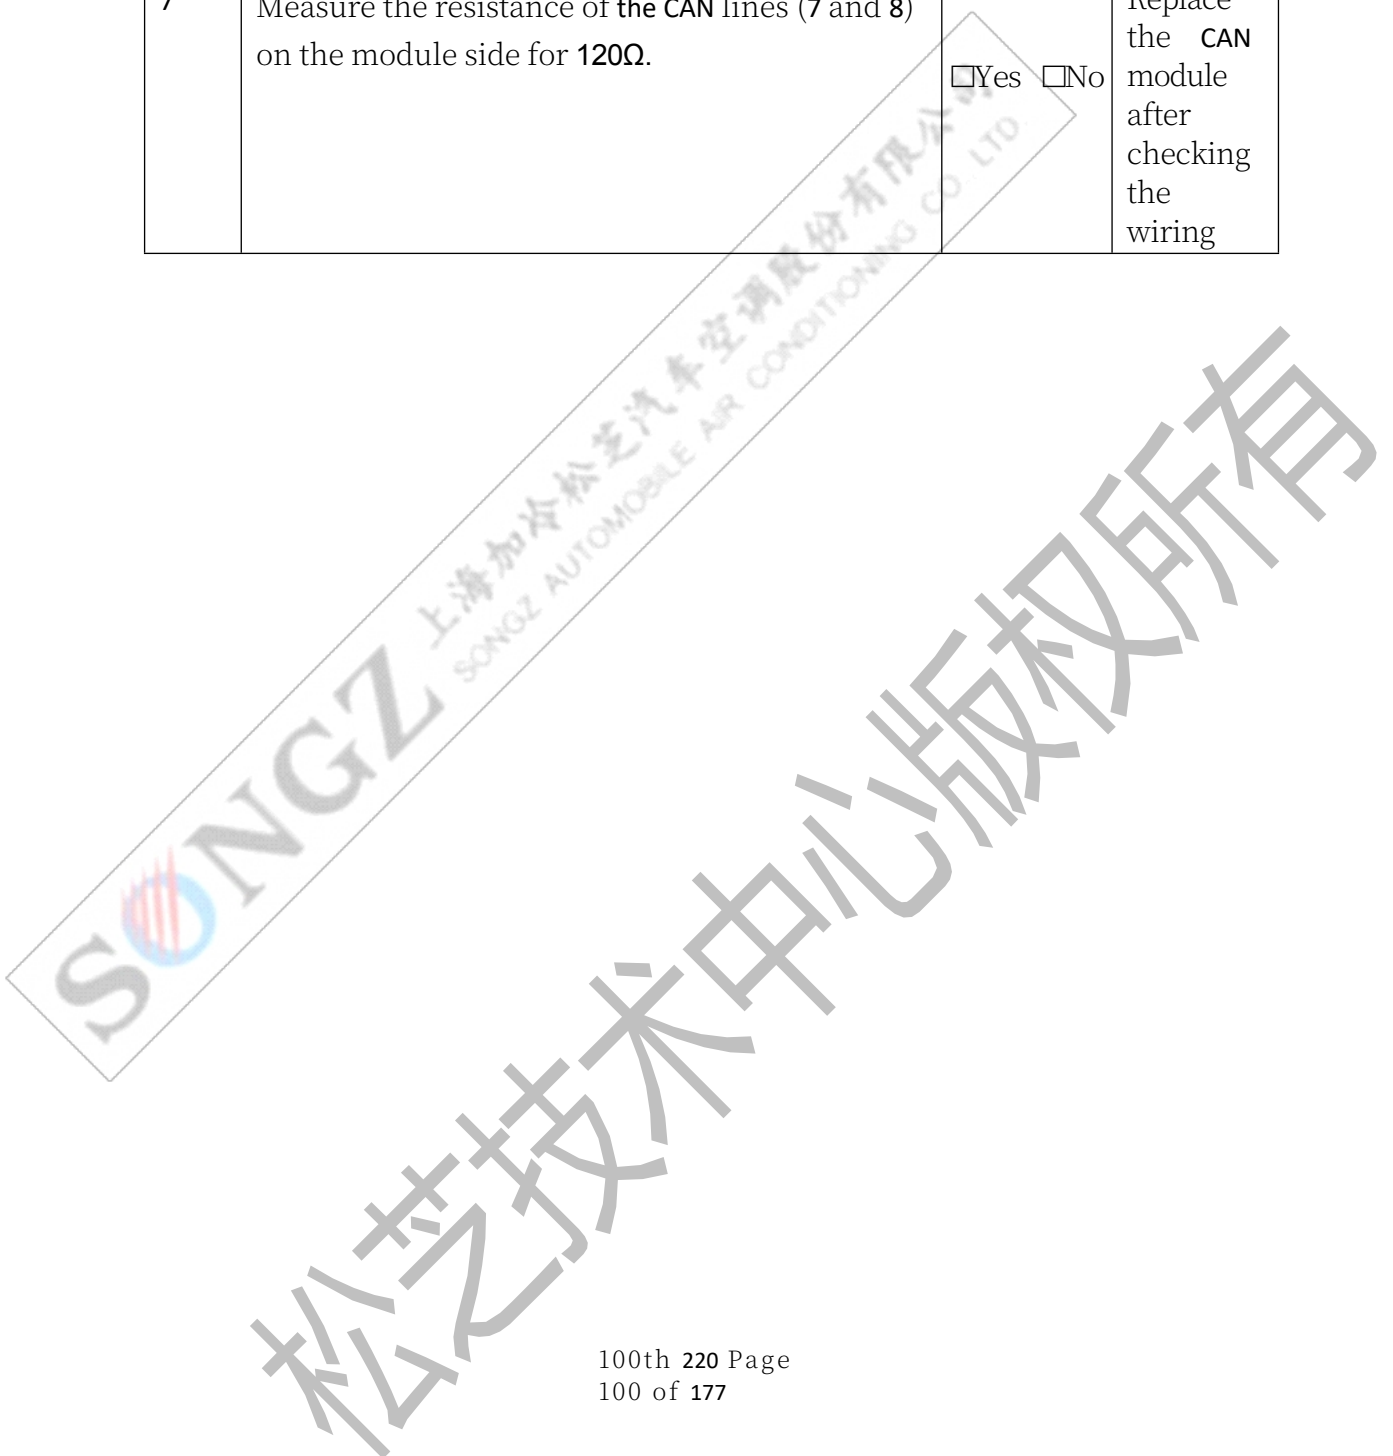 7
Measure the resistance of the CAN lines (7 and 8)
on the module side for 120Ω.
☐Yes ☐No
Replace
the CAN
module
after
checking
the
wiring
SONGZ
上海加冷松芝汽车空调股份有限公司
SONGZ AUTOMOBILE AIR CONDITIONING CO. LTD
松芝技术中心版权所有
100th 220 Page
100 of 177